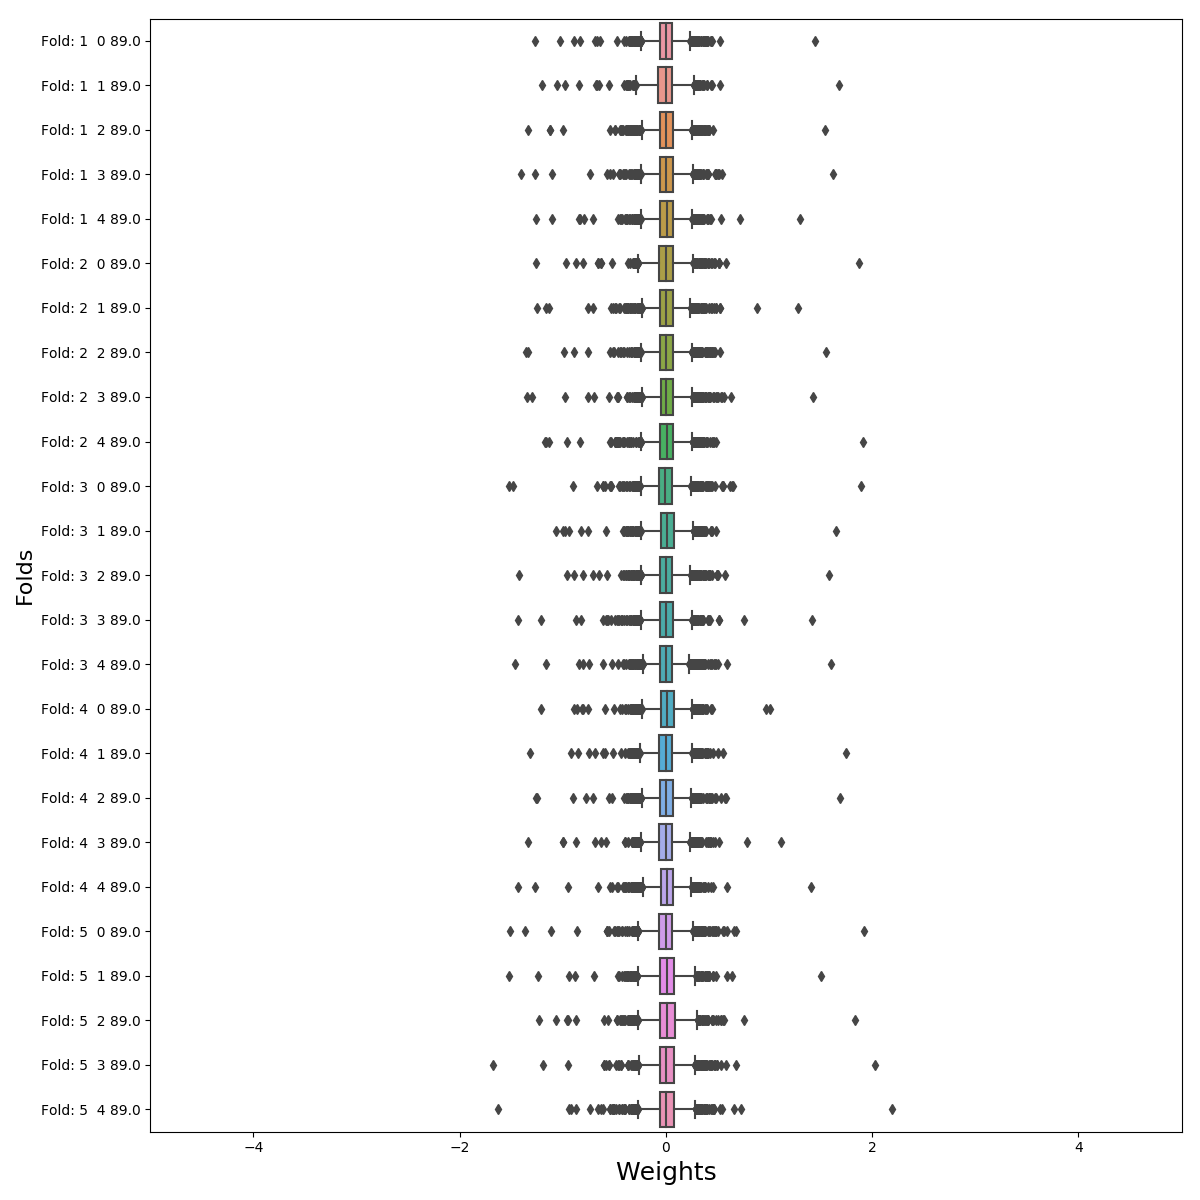 Fold: 1  0 89.0
Fold: 1  1 89.0
Fold: 1  2 89.0
Fold: 1  3 89.0
Fold: 1  4 89.0
Fold: 2  0 89.0
Fold: 2  1 89.0
Fold: 2  2 89.0
Fold: 2  3 89.0
Fold: 2  4 89.0
Fold: 3  0 89.0
Fold: 3  1 89.0
Fold: 3  2 89.0
Fold: 3  3 89.0
Fold: 3  4 89.0
Fold: 4  0 89.0
Fold: 4  1 89.0
Fold: 4  2 89.0
Fold: 4  3 89.0
Fold: 4  4 89.0
Fold: 5  0 89.0
Fold: 5  1 89.0
Fold: 5  2 89.0
Fold: 5  3 89.0
Fold: 5  4 89.0
Folds
−4 −2 0 2 4
Weights